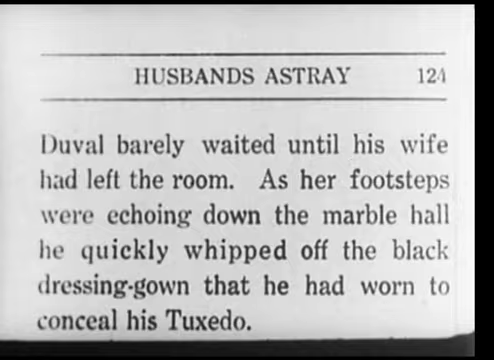 HUSBANDS ASTRAY 124
Duval barely waited until his wife
had left the room. As her footsteps
were echoing down the marble hall
he quickly whipped off the black
dressing-gown that he had worn to
conceal his Tuxedo.